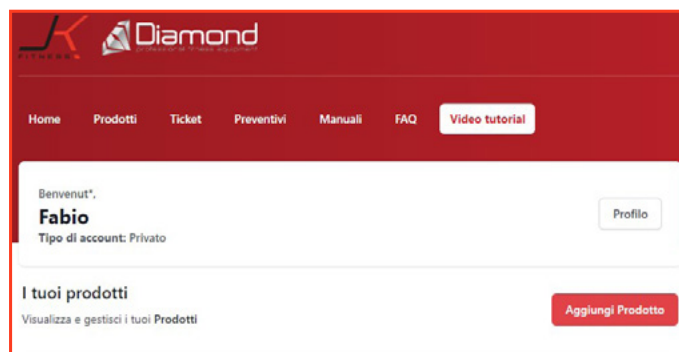 JK
FITNESS
Diamond
professional fitness equipment
Home Prodotti Ticket Preventivi Manuali FAQ Video tutorial
Benvenut*,
Fabio
Tipo di account: Privato
Profilo
I tuoi prodotti
Visualizza e gestisci i tuoi Prodotti
Aggiungi Prodotto